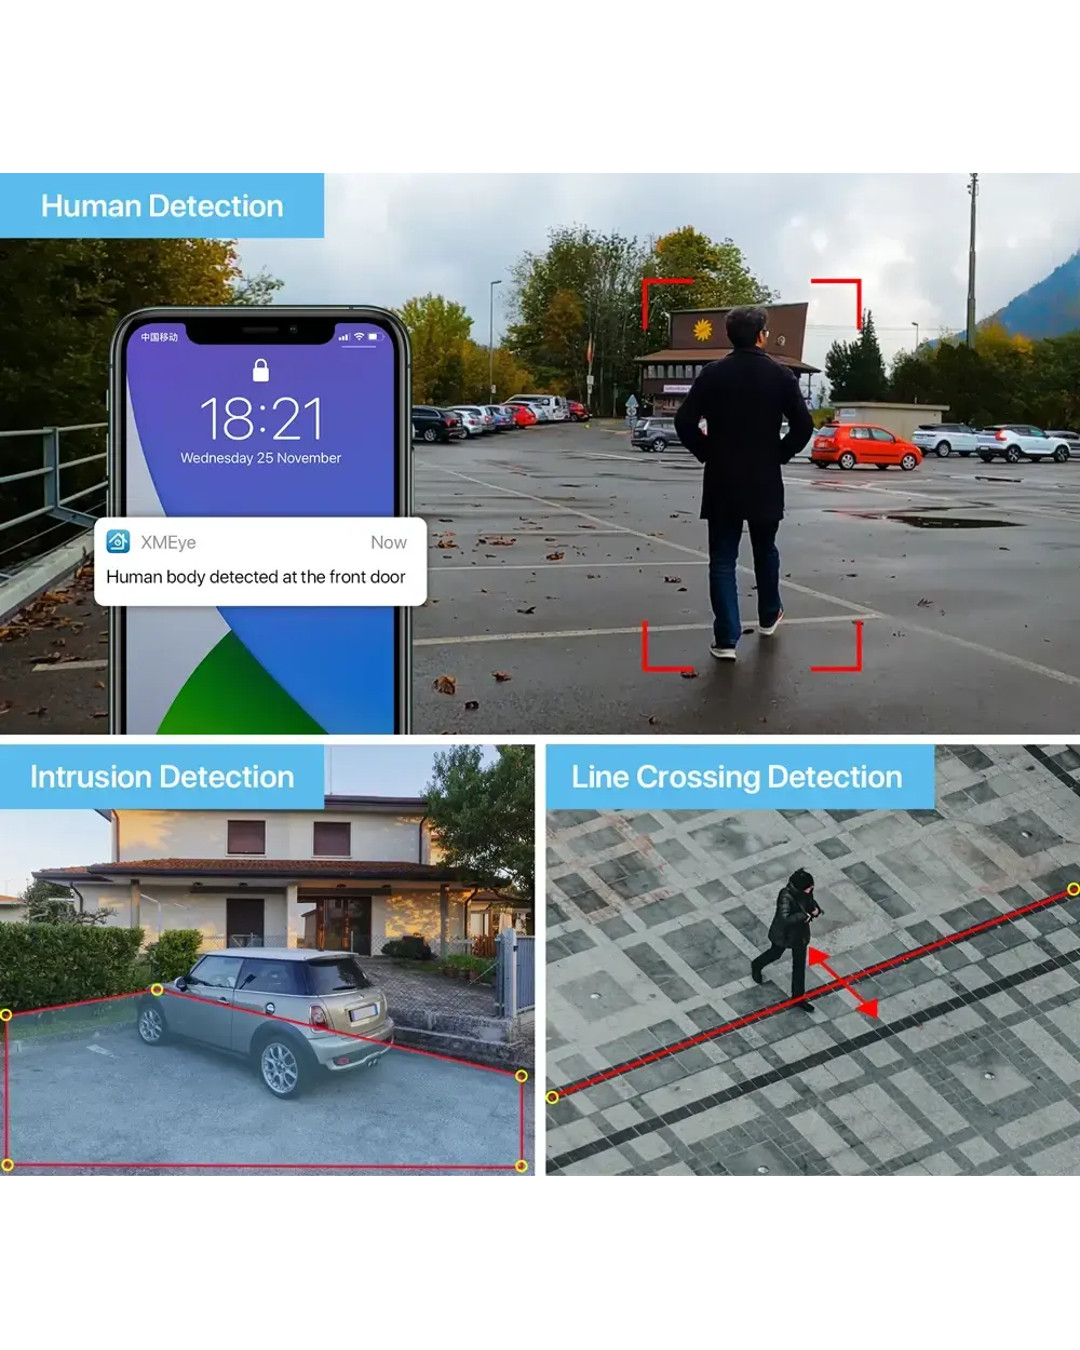 Human Detection
中国移动
18:21
Wednesday 25 November
XMEye
Now
Human body detected at the front door
Intrusion Detection
Line Crossing Detection